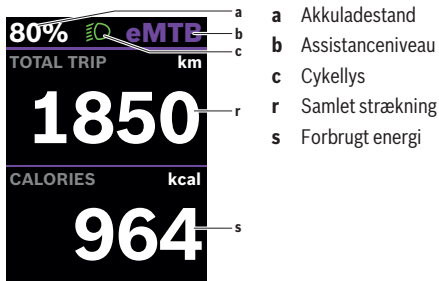 80% eMTB
TOTAL TRIP km
1850
CALORIES kcal
964
a
b
c
r
s
a Akkuladestand
b Assistanceniveau
c Cykellys
r Samlet strækning
s Forbrugt energi